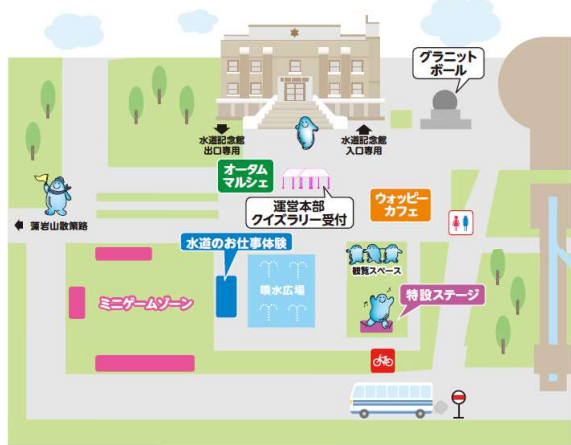 グラニット
ボール
水道記念館
出口専用
水道記念館
入口専用
オータム
マルシェ
運営本部
クイズラリー受付
ウォッピー
カフェ
藻岩山散策路
水道のお仕事体験
観覧スペース
噴水広場
ミニゲームゾーン
特設ステージ